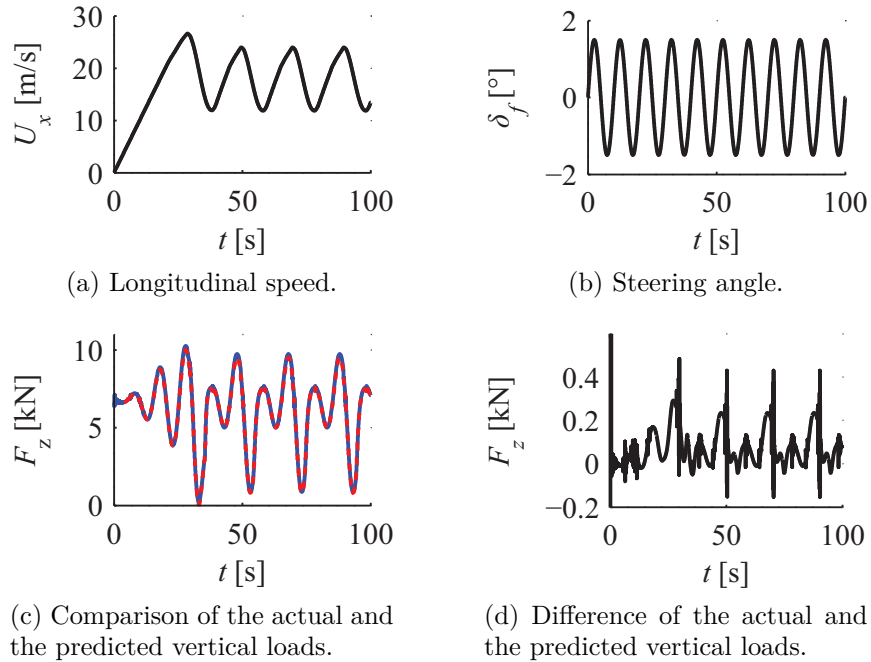 30
20
10
0
U_x [m/s]
0 50 100
t [s]
(a) Longitudinal speed.
2
0
−2
δ_f [°]
0 50 100
t [s]
(b) Steering angle.
10
5
0
F_z [kN]
0 50 100
t [s]
(c) Comparison of the actual and
the predicted vertical loads.
0.4
0.2
0
−0.2
F_z [kN]
0 50 100
t [s]
(d) Difference of the actual and
the predicted vertical loads.